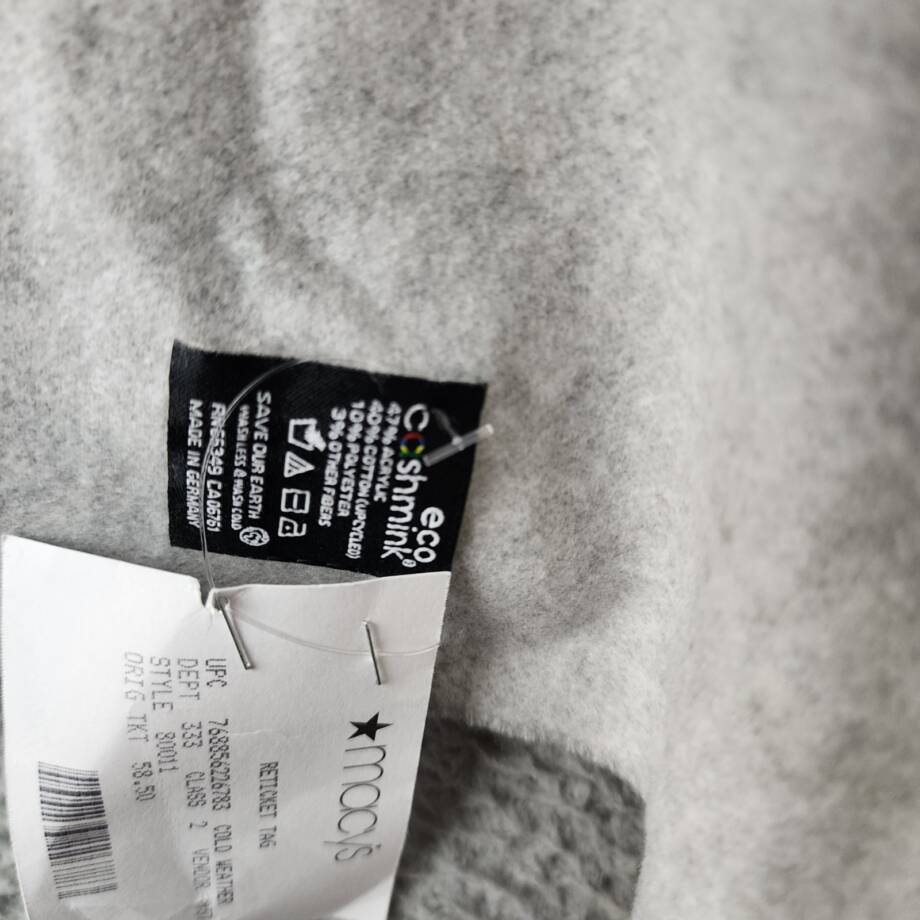 eco
Cashmink®
47% ACRYLIC
40% COTTON (UPCYCLED)
10% POLYESTER
3% OTHER FIBERS
SAVE OUR EARTH
WASH LESS & WASH COLD
CA06751
MADE IN GERMANY
★macy's
RETICKET TAG
UPC 768856226783 COLD WEATHER
DEPT 333 CLASS 2 VENDOR
STYLE 80011
ORIG TKT 58.50